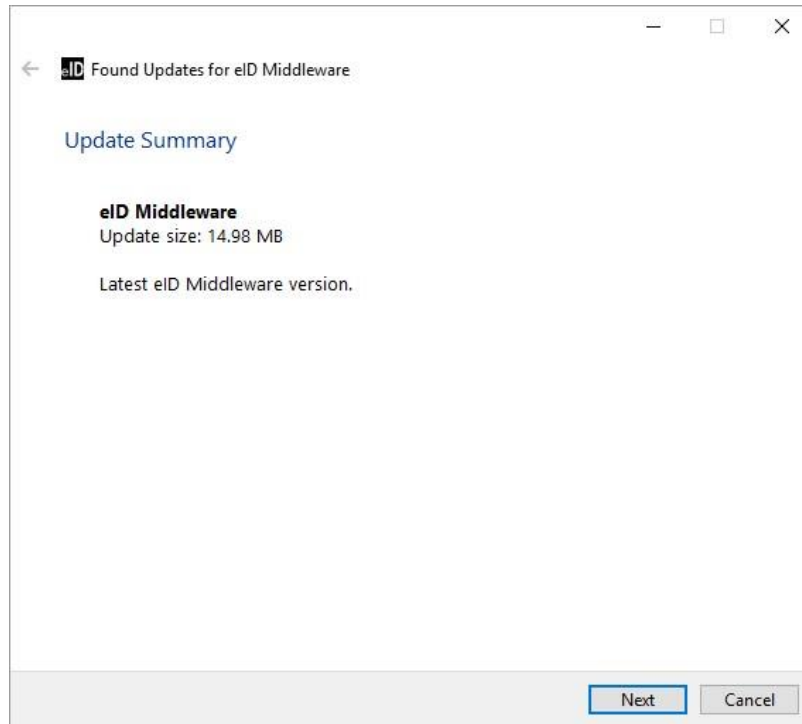 eID Found Updates for eID Middleware
Update Summary
eID Middleware
Update size: 14.98 MB
Latest eID Middleware version.
Next Cancel